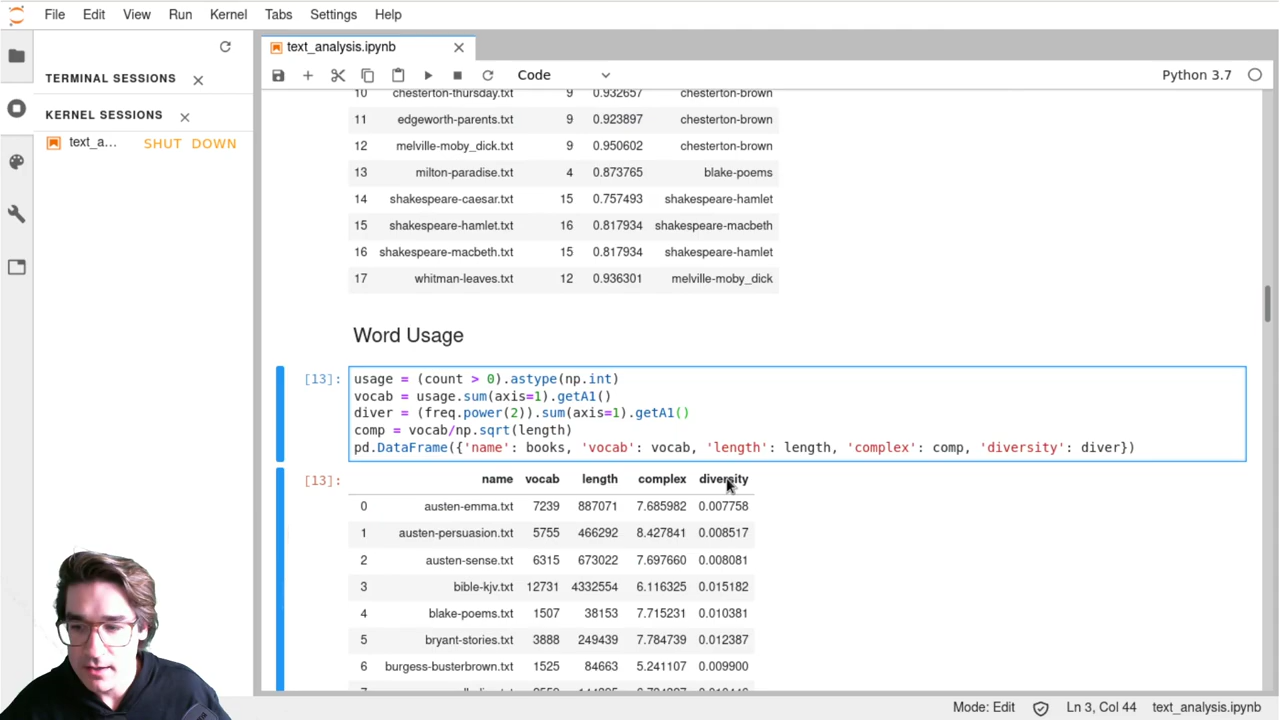 File Edit View Run Kernel Tabs Settings Help
TERMINAL SESSIONS
KERNEL SESSIONS
text_a... SHUT DOWN
text_analysis.ipynb
Code
Python 3.7
10 chesterton-thursday.txt 9 0.932657 chesterton-brown
11 edgeworth-parents.txt 9 0.923897 chesterton-brown
12 melville-moby_dick.txt 9 0.950602 chesterton-brown
13 milton-paradise.txt 4 0.873765 blake-poems
14 shakespeare-caesar.txt 15 0.757493 shakespeare-hamlet
15 shakespeare-hamlet.txt 16 0.817934 shakespeare-macbeth
16 shakespeare-macbeth.txt 15 0.817934 shakespeare-hamlet
17 whitman-leaves.txt 12 0.936301 melville-moby_dick
Word Usage
[13]: usage = (count > 0).astype(np.int)
vocab = usage.sum(axis=1).getA1()
diver = (freq.power(2)).sum(axis=1).getA1()
comp = vocab/np.sqrt(length)
pd.DataFrame({'name': books, 'vocab': vocab, 'length': length, 'complex': comp, 'diversity': diver})
[13]: name vocab length complex diversity
0 austen-emma.txt 7239 887071 7.685982 0.007758
1 austen-persuasion.txt 5755 466292 8.427841 0.008517
2 austen-sense.txt 6315 673022 7.697660 0.008081
3 bible-kjv.txt 12731 4332554 6.116325 0.015182
4 blake-poems.txt 1507 38153 7.715231 0.010381
5 bryant-stories.txt 3888 249439 7.784739 0.012387
6 burgess-busterbrown.txt 1525 84663 5.241107 0.009900
Mode: Edit Ln 3, Col 44 text_analysis.ipynb